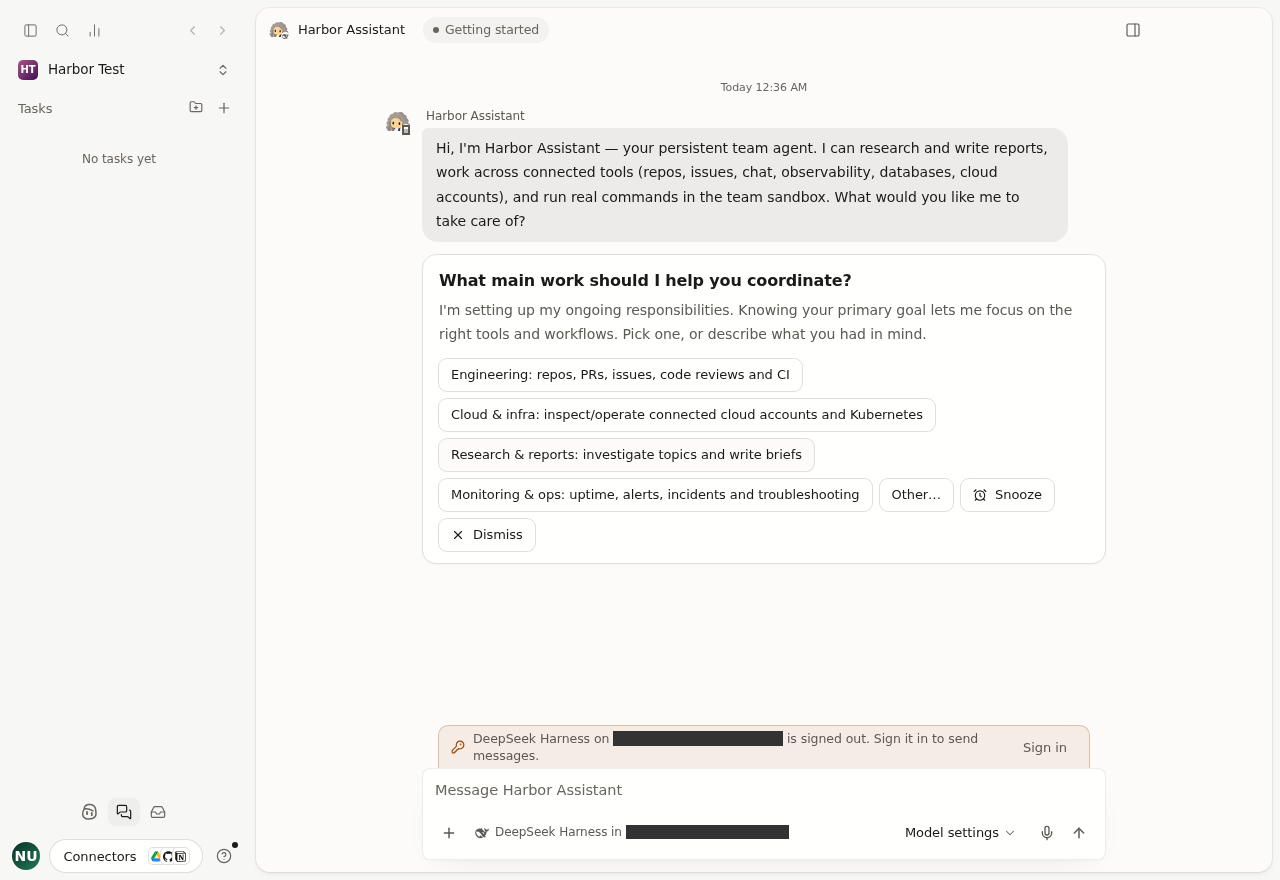 Harbor Assistant
Getting started
HT
Harbor Test
Tasks
No tasks yet
Today 12:36 AM
Harbor Assistant
Hi, I'm Harbor Assistant — your persistent team agent. I can research and write reports,
work across connected tools (repos, issues, chat, observability, databases, cloud
accounts), and run real commands in the team sandbox. What would you like me to
take care of?
What main work should I help you coordinate?
I'm setting up my ongoing responsibilities. Knowing your primary goal lets me focus on the
right tools and workflows. Pick one, or describe what you had in mind.
Engineering: repos, PRs, issues, code reviews and CI
Cloud & infra: inspect/operate connected cloud accounts and Kubernetes
Research & reports: investigate topics and write briefs
Monitoring & ops: uptime, alerts, incidents and troubleshooting
Other…
Snooze
Dismiss
DeepSeek Harness on is signed out. Sign it in to send
messages.
Sign in
Message Harbor Assistant
DeepSeek Harness in
Model settings
NU
Connectors